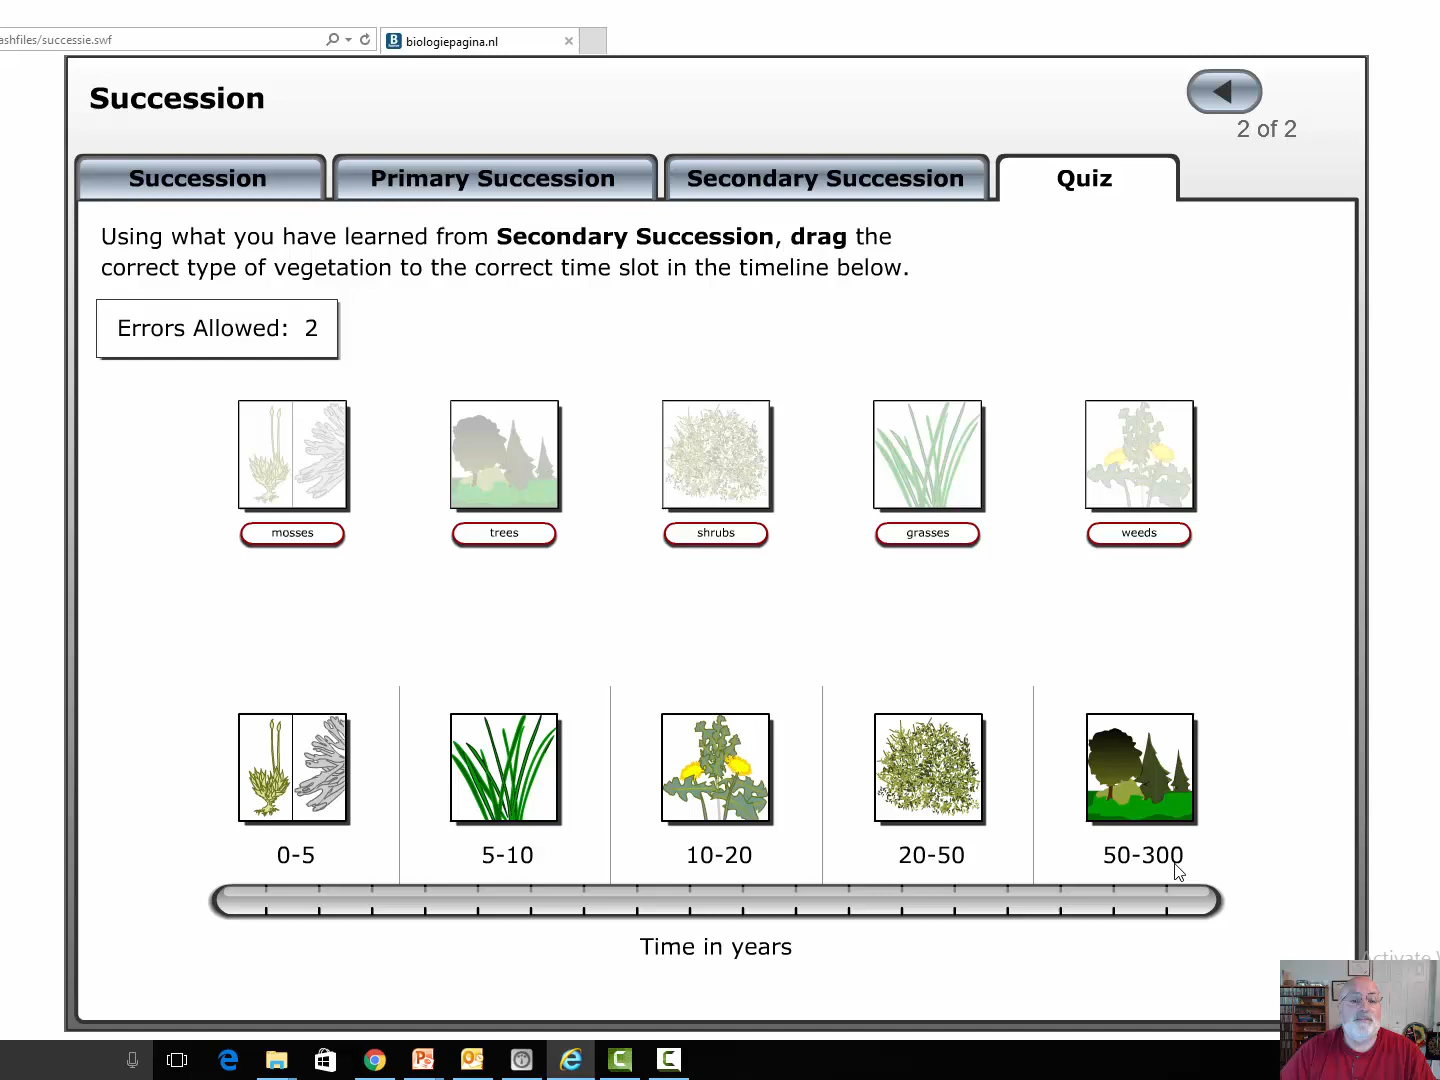 ashfiles/successie.swf
biologiepagina.nl
Succession
2 of 2
Succession
Primary Succession
Secondary Succession
Quiz
Using what you have learned from Secondary Succession, drag the
correct type of vegetation to the correct time slot in the timeline below.
Errors Allowed: 2
mosses
trees
shrubs
grasses
weeds
0-5
5-10
10-20
20-50
50-300
Time in years
Activate